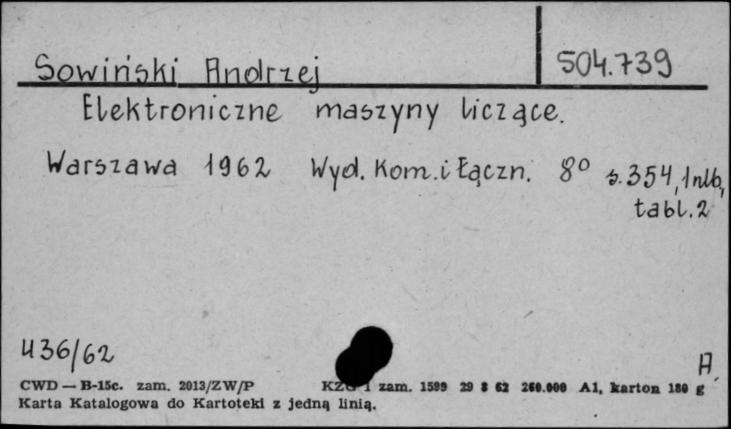 Sowiński Andrzej 504.739
Elektroniczne maszyny liczące.
Warszawa 1962 Wyd. Kom. i Łączn. 8° s. 354, 1 nlb,
tabl. 2
436/62 A
CWD — B-15c. zam. 2013/ZW/P KZG 1 zam. 1599 29 8 62 260.000 A1, karton 180 g
Karta Katalogowa do Kartoteki z jedną linią.